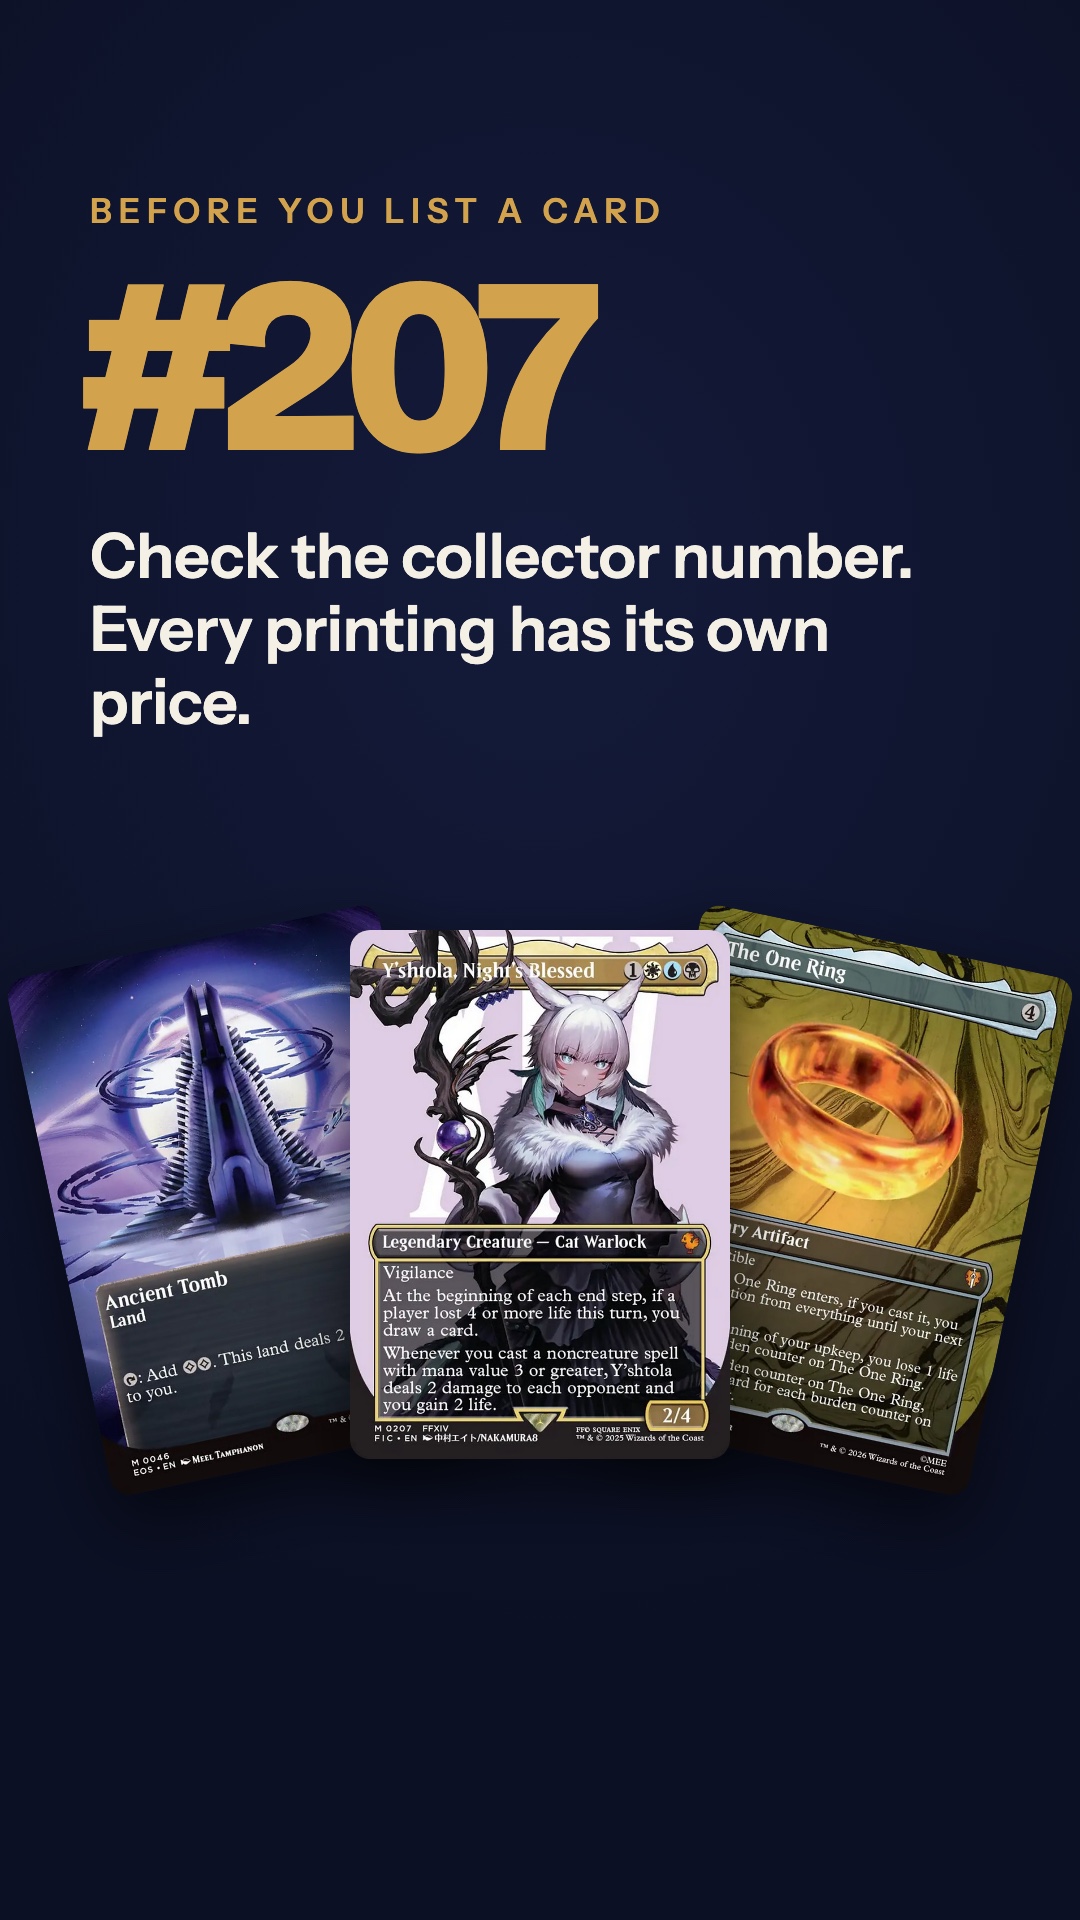 BEFORE YOU LIST A CARD
#207
Check the collector number.
Every printing has its own
price.
Ancient Tomb
Land
: Add . This land deals 2
to you.
M 0046
EOS • EN MEEL TAMPHANON
™ &
Y'shtola, Night's Blessed
1
Legendary Creature — Cat Warlock
Vigilance
At the beginning of each end step, if a
player lost 4 or more life this turn, you
draw a card.
Whenever you cast a noncreature spell
with mana value 3 or greater, Y'shtola
deals 2 damage to each opponent and
you gain 2 life.
2/4
M 0207 FFXIV
FIC • EN 中村エイト/NAKAMURA8
FF© SQUARE ENIX
™ & © 2025 Wizards of the Coast
The One Ring
4
ry Artifact
ible
One Ring enters, if you cast it, you
tion from everything until your next
ning of your upkeep, you lose 1 life
den counter on The One Ring.
den counter on The One Ring,
ard for each burden counter on
©MEE
™ & © 2026 Wizards of the Coast